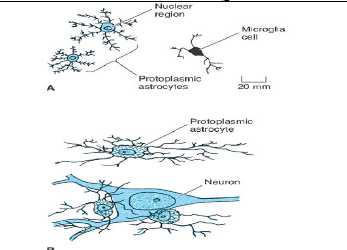 Nuclear
region
Microglia
cell
Protoplasmic
astrocytes
A
20 mm
Protoplasmic
astrocyte
Neuron